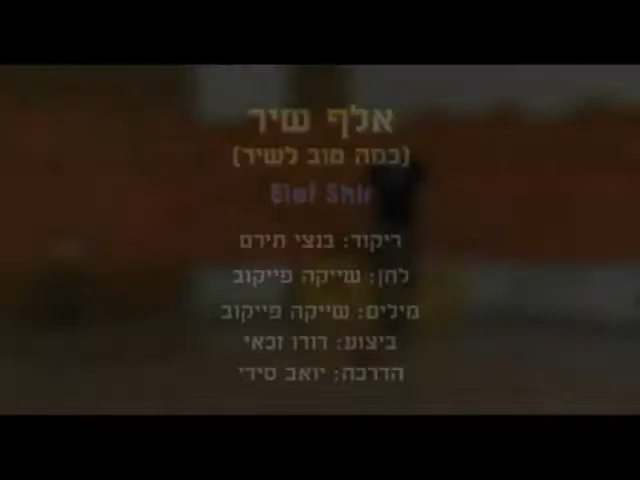 אלף שיר
(כמה טוב לשיר)
Elef Shir
ריקוד: בנצי תירם
לחן: שייקה פייקוב
מילים: שייקה פייקוב
ביצוע: דודו זכאי
הדרכה: יואב סידי